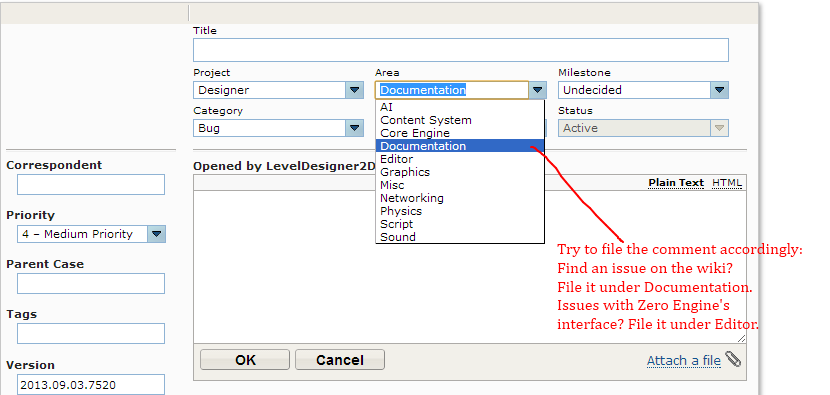 Title
Project
Area
Milestone
Designer
Documentation
Undecided
Category
Status
Bug
Active
AI
Content System
Core Engine
Documentation
Editor
Graphics
Misc
Networking
Physics
Script
Sound
Correspondent
Priority
4 – Medium Priority
Parent Case
Tags
Version
2013.09.03.7520
Opened by LevelDesigner2D
Plain Text HTML
Try to file the comment accordingly:
Find an issue on the wiki?
File it under Documentation.
Issues with Zero Engine's
interface? File it under Editor.
OK
Cancel
Attach a file